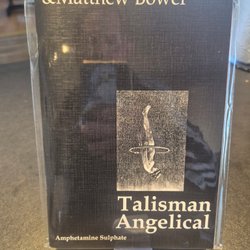 &Matthew Bower
Talisman
Angelical
Amphetamine Sulphate